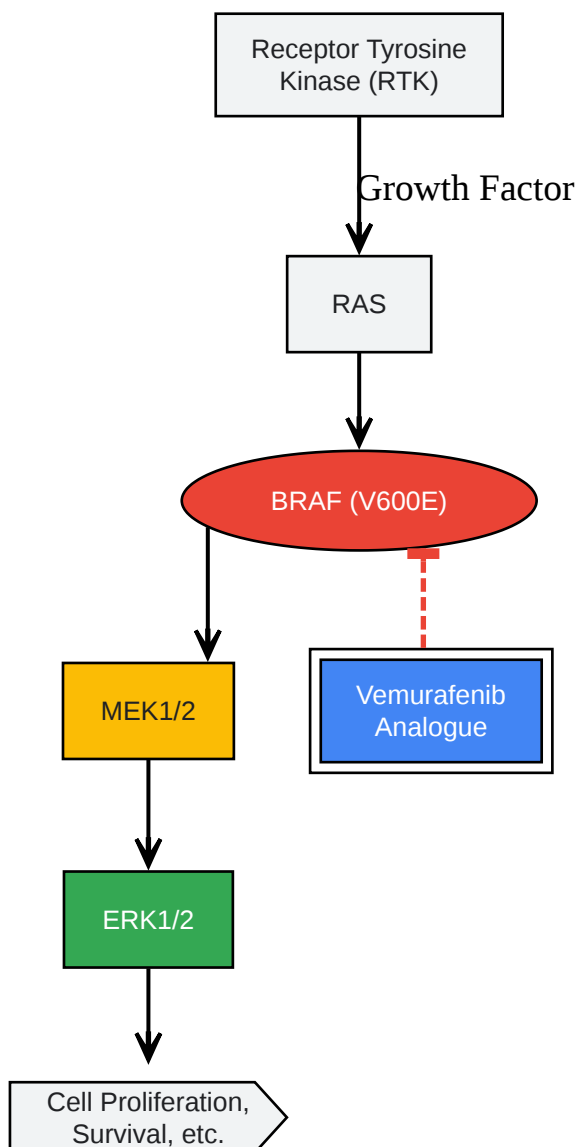 Receptor Tyrosine
Kinase (RTK)
Growth Factor
RAS
BRAF (V600E)
MEK1/2
Vemurafenib
Analogue
ERK1/2
Cell Proliferation,
Survival, etc.